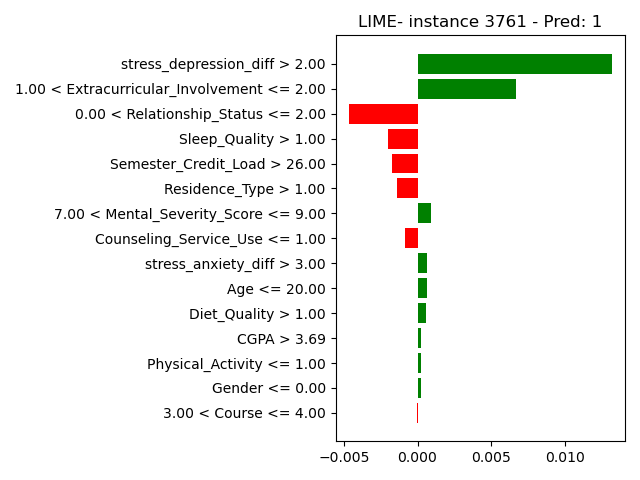 LIME- instance 3761 - Pred: 1
stress_depression_diff > 2.00
1.00 < Extracurricular_Involvement <= 2.00
0.00 < Relationship_Status <= 2.00
Sleep_Quality > 1.00
Semester_Credit_Load > 26.00
Residence_Type > 1.00
7.00 < Mental_Severity_Score <= 9.00
Counseling_Service_Use <= 1.00
stress_anxiety_diff > 3.00
Age <= 20.00
Diet_Quality > 1.00
CGPA > 3.69
Physical_Activity <= 1.00
Gender <= 0.00
3.00 < Course <= 4.00
−0.005 0.000 0.005 0.010